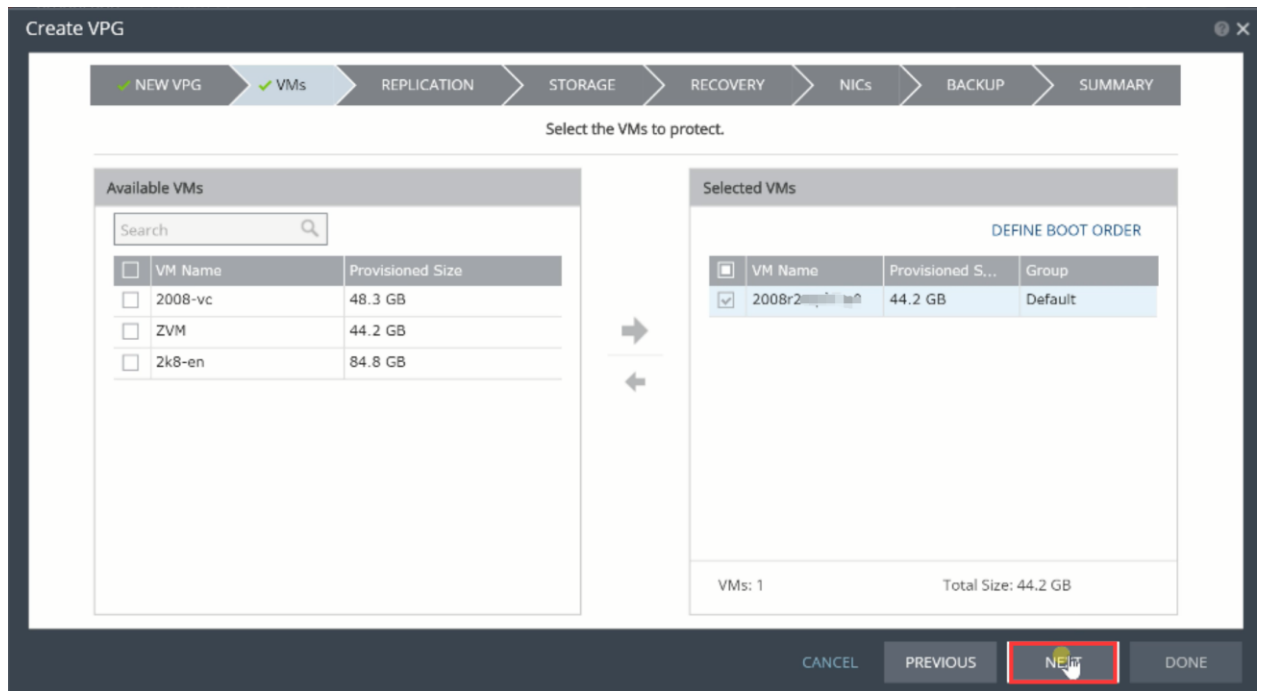 Create VPG
NEW VPG VMs REPLICATION STORAGE RECOVERY NICs BACKUP SUMMARY
Select the VMs to protect.
Available VMs
Search
VM Name Provisioned Size
2008-vc 48.3 GB
ZVM 44.2 GB
2k8-en 84.8 GB
Selected VMs
DEFINE BOOT ORDER
VM Name Provisioned S... Group
44.2 GB Default
VMs: 1 Total Size: 44.2 GB
CANCEL PREVIOUS NEXT DONE